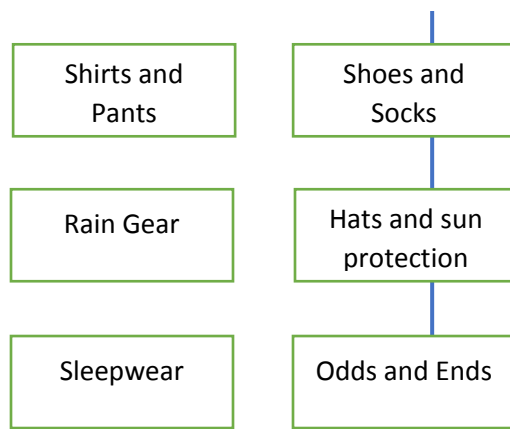 Shirts and
Pants
Shoes and
Socks
Rain Gear
Hats and sun
protection
Sleepwear
Odds and Ends